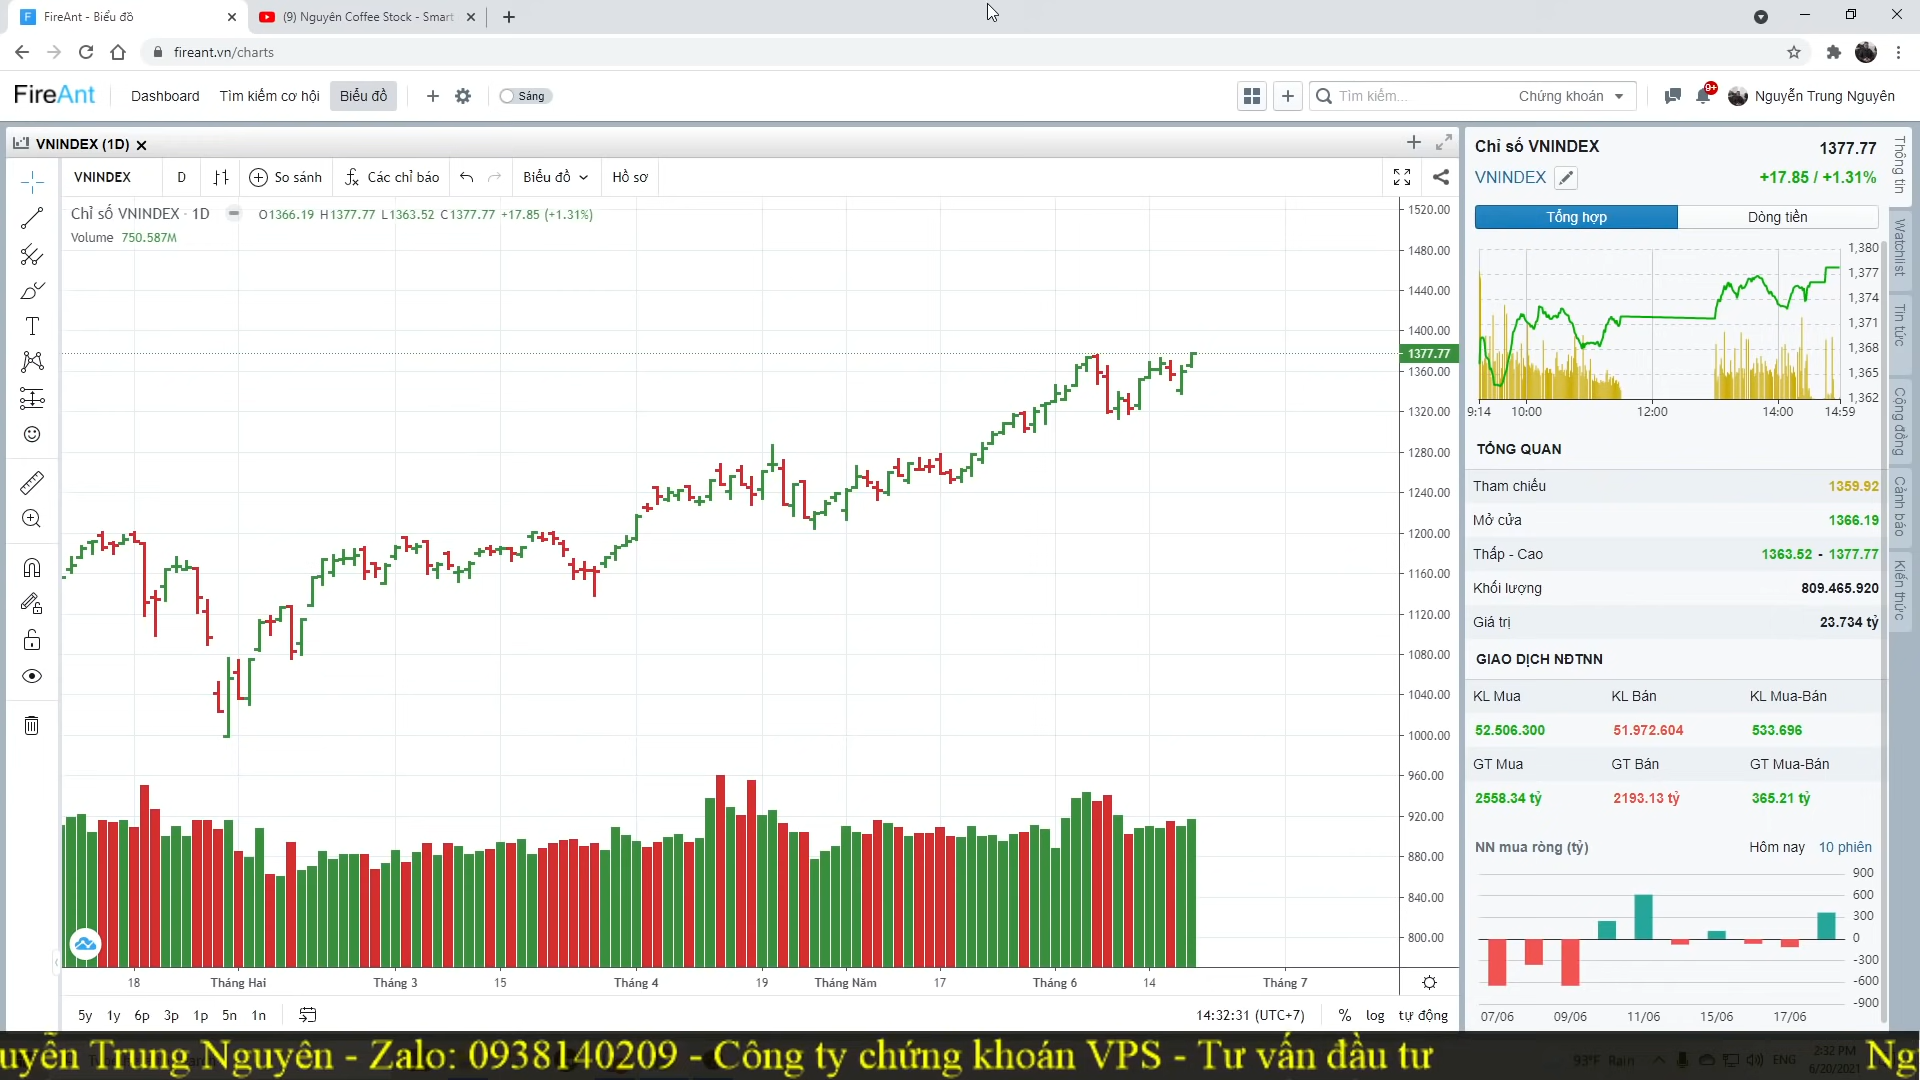 FireAnt - Biểu đồ
(9) Nguyên Coffee Stock - Smart
fireant.vn/charts
FireAnt
Dashboard
Tìm kiếm cơ hội
Biểu đồ
Sáng
Tìm kiếm...
Chứng khoán
9+
Nguyễn Trung Nguyên
VNINDEX (1D)
VNINDEX
D
So sánh
Các chỉ báo
Biểu đồ
Hồ sơ
Chỉ số VNINDEX · 1D
O1366.19 H1377.77 L1363.52 C1377.77 +17.85 (+1.31%)
Volume 750.587M
1520.00
1480.00
1440.00
1400.00
1377.77
1360.00
1320.00
1280.00
1240.00
1200.00
1160.00
1120.00
1080.00
1040.00
1000.00
960.00
920.00
880.00
840.00
800.00
18
Tháng Hai
Tháng 3
15
Tháng 4
19
Tháng Năm
17
Tháng 6
14
Tháng 7
5y 1y 6p 3p 1p 5n 1n
14:32:31 (UTC+7)
%
log
tự động
Chỉ số VNINDEX
1377.77
VNINDEX
+17.85 / +1.31%
Tổng hợp
Dòng tiền
1,380
1,377
1,374
1,371
1,368
1,365
1,362
9:14
10:00
12:00
14:00
14:59
TỔNG QUAN
Tham chiếu 1359.92
Mở cửa 1366.19
Thấp - Cao 1363.52 - 1377.77
Khối lượng 809.465.920
Giá trị 23.734 tỷ
GIAO DỊCH NĐTNN
KL Mua KL Bán KL Mua-Bán
52.506.300 51.972.604 533.696
GT Mua GT Bán GT Mua-Bán
2558.34 tỷ 2193.13 tỷ 365.21 tỷ
NN mua ròng (tỷ)
Hôm nay
10 phiên
900
600
300
0
-300
-600
-900
07/06
09/06
11/06
15/06
17/06
Thông tin
Watchlist
Tin tức
Cộng đồng
Cảnh báo
Kiến thức
uyễn Trung Nguyên - Zalo: 0938140209 - Công ty chứng khoán VPS - Tư vấn đầu tư
Ng
93°F Rain
ENG
2:32 PM
6/20/2021